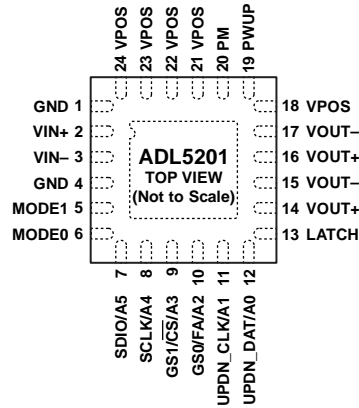 24 VPOS
23 VPOS
22 VPOS
21 VPOS
20 PM
19 PWUP
GND 1
VIN+ 2
VIN– 3
GND 4
MODE1 5
MODE0 6
ADL5201
TOP VIEW
(Not to Scale)
18 VPOS
17 VOUT–
16 VOUT+
15 VOUT–
14 VOUT+
13 LATCH
SDIO/A5 7
SCLK/A4 8
GS1/C̅S̅/A3 9
GS0/FA/A2 10
UPDN_CLK/A1 11
UPDN_DAT/A0 12